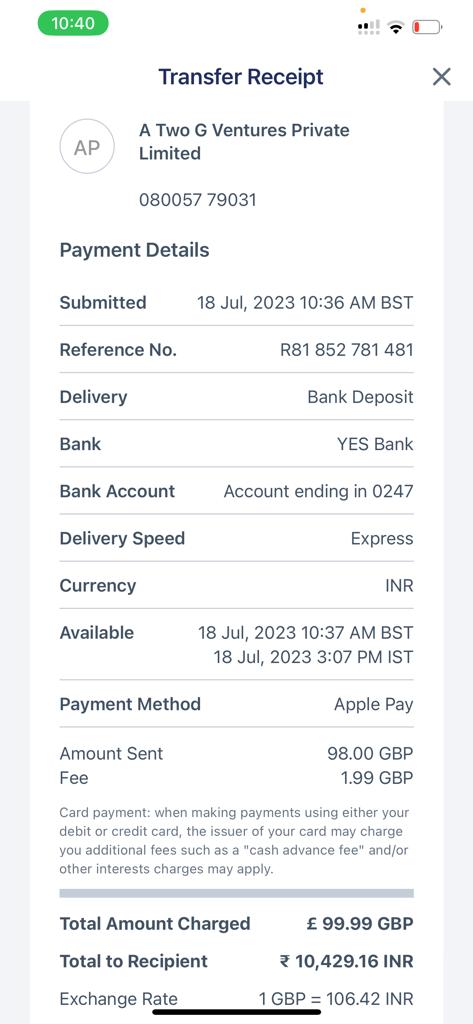 10:40
Transfer Receipt
AP
A Two G Ventures Private
Limited
080057 79031
Payment Details
Submitted 18 Jul, 2023 10:36 AM BST
Reference No. R81 852 781 481
Delivery Bank Deposit
Bank YES Bank
Bank Account Account ending in 0247
Delivery Speed Express
Currency INR
Available 18 Jul, 2023 10:37 AM BST
18 Jul, 2023 3:07 PM IST
Payment Method Apple Pay
Amount Sent 98.00 GBP
Fee 1.99 GBP
Card payment: when making payments using either your
debit or credit card, the issuer of your card may charge
you additional fees such as a "cash advance fee" and/or
other interests charges may apply.
Total Amount Charged £ 99.99 GBP
Total to Recipient ₹ 10,429.16 INR
Exchange Rate 1 GBP = 106.42 INR